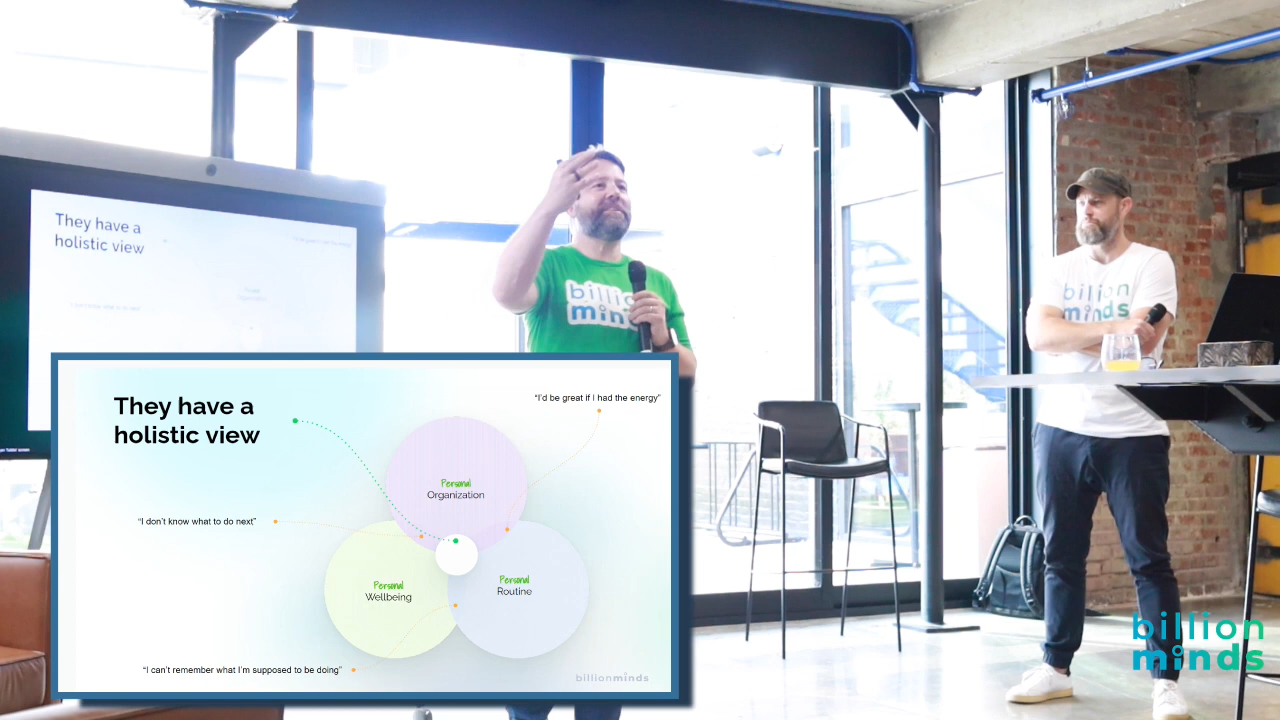 They have a
holistic view
billion
minds
billion
minds
They have a
holistic view
“I'd be great if I had the energy”
Personal
Organization
“I don't know what to do next”
Personal
Wellbeing
Personal
Routine
“I can't remember what I'm supposed to be doing”
billionminds
billion
minds